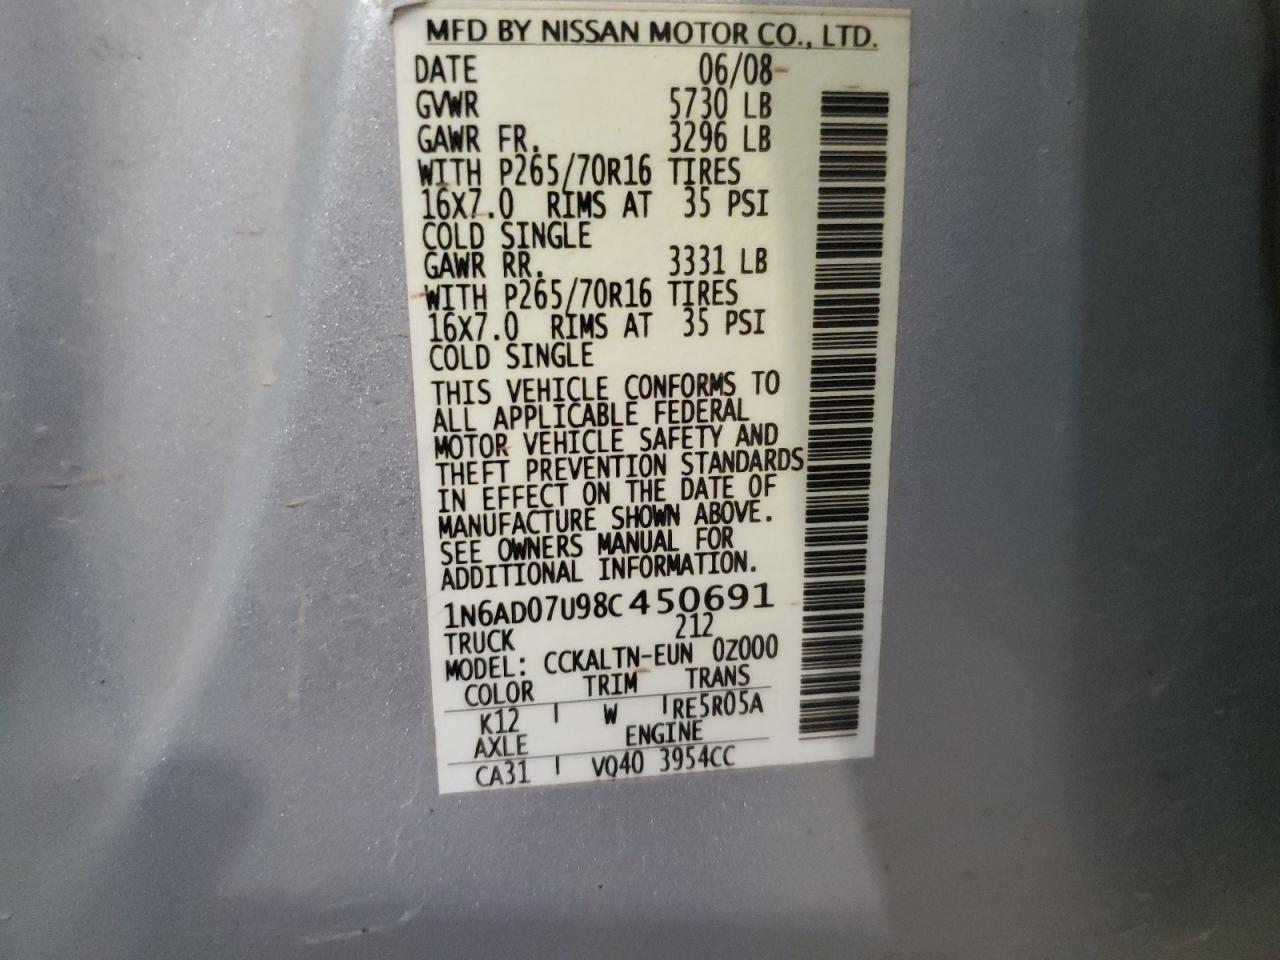 MFD BY NISSAN MOTOR CO., LTD.
DATE 06/08
GVWR 5730 LB
GAWR FR. 3296 LB
WITH P265/70R16 TIRES
16X7.0 RIMS AT 35 PSI
COLD SINGLE
GAWR RR. 3331 LB
WITH P265/70R16 TIRES
16X7.0 RIMS AT 35 PSI
COLD SINGLE
THIS VEHICLE CONFORMS TO
ALL APPLICABLE FEDERAL
MOTOR VEHICLE SAFETY AND
THEFT PREVENTION STANDARDS
IN EFFECT ON THE DATE OF
MANUFACTURE SHOWN ABOVE.
SEE OWNERS MANUAL FOR
ADDITIONAL INFORMATION.
1N6AD07U98C450691
TRUCK 212
MODEL: CCKALTN-EUN 0Z000
COLOR TRIM TRANS
K12 W RE5R05A
AXLE ENGINE
CA31 VQ40 3954CC